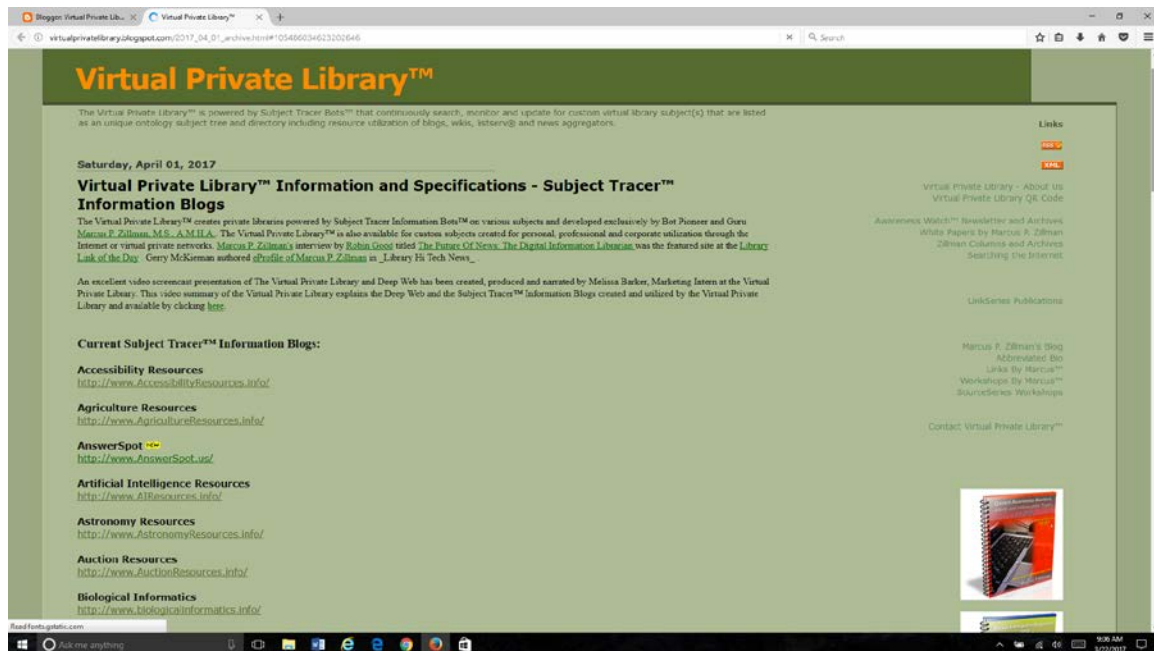 Blogger: Virtual Private Lib...
Virtual Private Library™
virtualprivatelibrary.blogspot.com/2017_04_01_archive.html#105460034623202646
Search
Virtual Private Library™
The Virtual Private Library™ is powered by Subject Tracer Bots™ that continuously search, monitor and update for custom virtual library subject(s) that are listed
as an unique ontology subject tree and directory including resource utilization of blogs, wikis, listserv® and news aggregators.
Saturday, April 01, 2017
Virtual Private Library™ Information and Specifications - Subject Tracer™
Information Blogs
The Virtual Private Library™ creates private libraries powered by Subject Tracer Information Bots™ on various subjects and developed exclusively by Bot Pioneer and Guru
Marcus P. Zillman, M.S., A.M.H.A. The Virtual Private Library™ is also available for custom subjects created for personal, professional and corporate utilization through the
Internet or virtual private networks. Marcus P. Zillman's interview by Robin Good titled The Future Of News: The Digital Information Librarian was the featured site at the Library
Link of the Day Gerry McKiernan authored eProfile of Marcus P. Zillman in _Library Hi Tech News_
An excellent video screencast presentation of The Virtual Private Library and Deep Web has been created, produced and narrated by Melissa Barker, Marketing Intern at the Virtual
Private Library. This video summary of the Virtual Private Library explains the Deep Web and the Subject Tracer™ Information Blogs created and utilized by the Virtual Private
Library and available by clicking here.
Current Subject Tracer™ Information Blogs:
Accessibility Resources
http://www.AccessibilityResources.info/
Agriculture Resources
http://www.AgricultureResources.info/
AnswerSpot NEW
http://www.AnswerSpot.us/
Artificial Intelligence Resources
http://www.AIResources.info/
Astronomy Resources
http://www.AstronomyResources.info/
Auction Resources
http://www.AuctionResources.info/
Biological Informatics
http://www.biologicalinformatics.info/
Links
RSS
XML
Virtual Private Library - About Us
Virtual Private Library QR Code
Awareness Watch™ Newsletter and Archives
White Papers by Marcus P. Zillman
Zillman Columns and Archives
Searching the Internet
LinkSeries Publications
Marcus P. Zillman's Blog
Abbreviated Bio
Links By Marcus™
Workshops By Marcus™
SourceSeries Workshops
Contact Virtual Private Library™
Read fonts.gstatic.com
Ask me anything
9:06 AM
3/22/2017